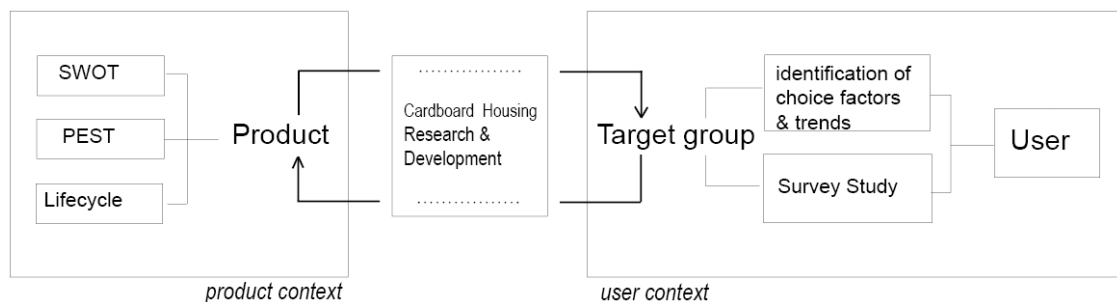 SWOT
PEST
Lifecycle
Product
Cardboard Housing
Research &
Development
Target group
identification of
choice factors
& trends
Survey Study
User
product context
user context